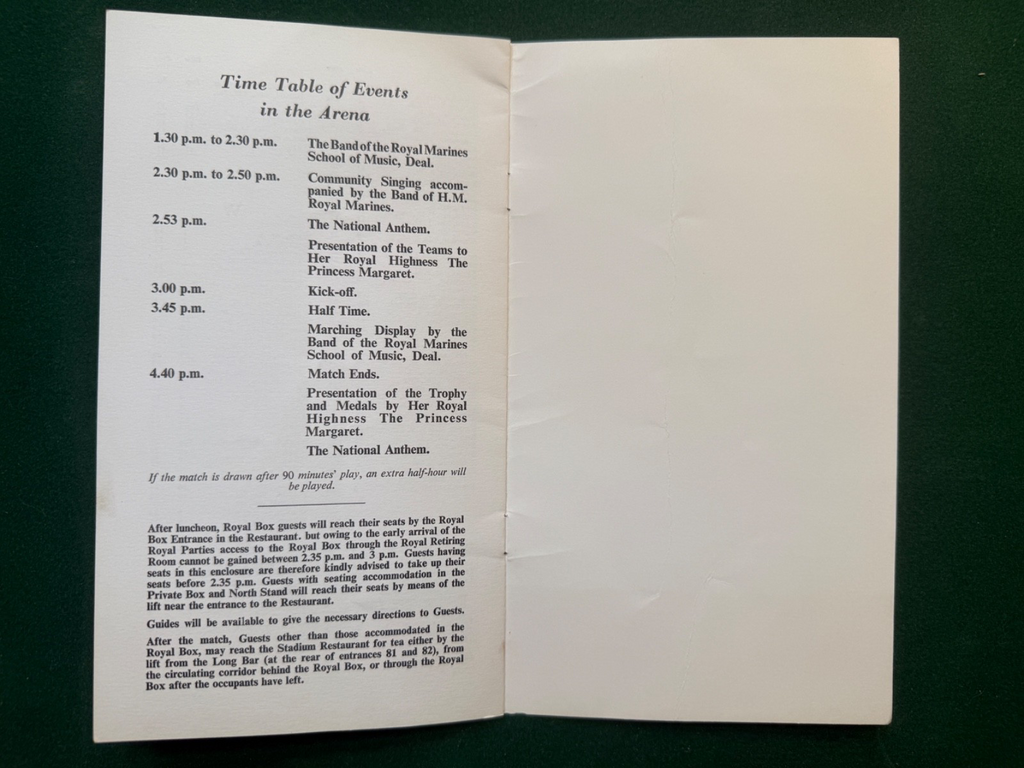 Time Table of Events
in the Arena
1.30 p.m. to 2.30 p.m. The Band of the Royal Marines
School of Music, Deal.
2.30 p.m. to 2.50 p.m. Community Singing accom-
panied by the Band of H.M.
Royal Marines.
2.53 p.m. The National Anthem.
Presentation of the Teams to
Her Royal Highness The
Princess Margaret.
3.00 p.m. Kick-off.
3.45 p.m. Half Time.
Marching Display by the
Band of the Royal Marines
School of Music, Deal.
4.40 p.m. Match Ends.
Presentation of the Trophy
and Medals by Her Royal
Highness The Princess
Margaret.
The National Anthem.
If the match is drawn after 90 minutes' play, an extra half-hour will
be played.
After luncheon, Royal Box guests will reach their seats by the Royal
Box Entrance in the Restaurant. but owing to the early arrival of the
Royal Parties access to the Royal Box through the Royal Retiring
Room cannot be gained between 2.35 p.m. and 3 p.m. Guests having
seats in this enclosure are therefore kindly advised to take up their
seats before 2.35 p.m. Guests with seating accommodation in the
Private Box and North Stand will reach their seats by means of the
lift near the entrance to the Restaurant.
Guides will be available to give the necessary directions to Guests.
After the match, Guests other than those accommodated in the
Royal Box, may reach the Stadium Restaurant for tea either by the
lift from the Long Bar (at the rear of entrances 81 and 82), from
the circulating corridor behind the Royal Box, or through the Royal
Box after the occupants have left.